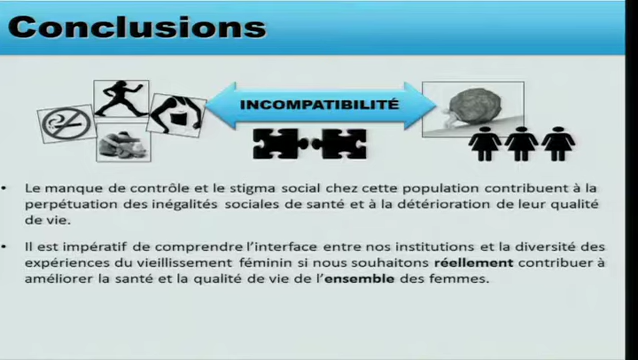 Conclusions
INCOMPATIBILITÉ
• Le manque de contrôle et le stigma social chez cette population contribuent à la
perpétuation des inégalités sociales de santé et à la détérioration de leur qualité
de vie.
• Il est impératif de comprendre l'interface entre nos institutions et la diversité des
expériences du vieillissement féminin si nous souhaitons réellement contribuer à
améliorer la santé et la qualité de vie de l'ensemble des femmes.